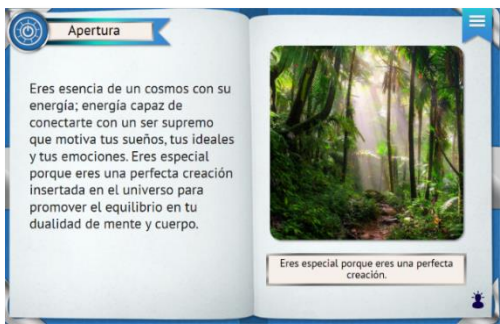 Apertura
Eres esencia de un cosmos con su
energía; energía capaz de
conectarte con un ser supremo
que motiva tus sueños, tus ideales
y tus emociones. Eres especial
porque eres una perfecta creación
insertada en el universo para
promover el equilibrio en tu
dualidad de mente y cuerpo.
Eres especial porque eres una perfecta
creación.